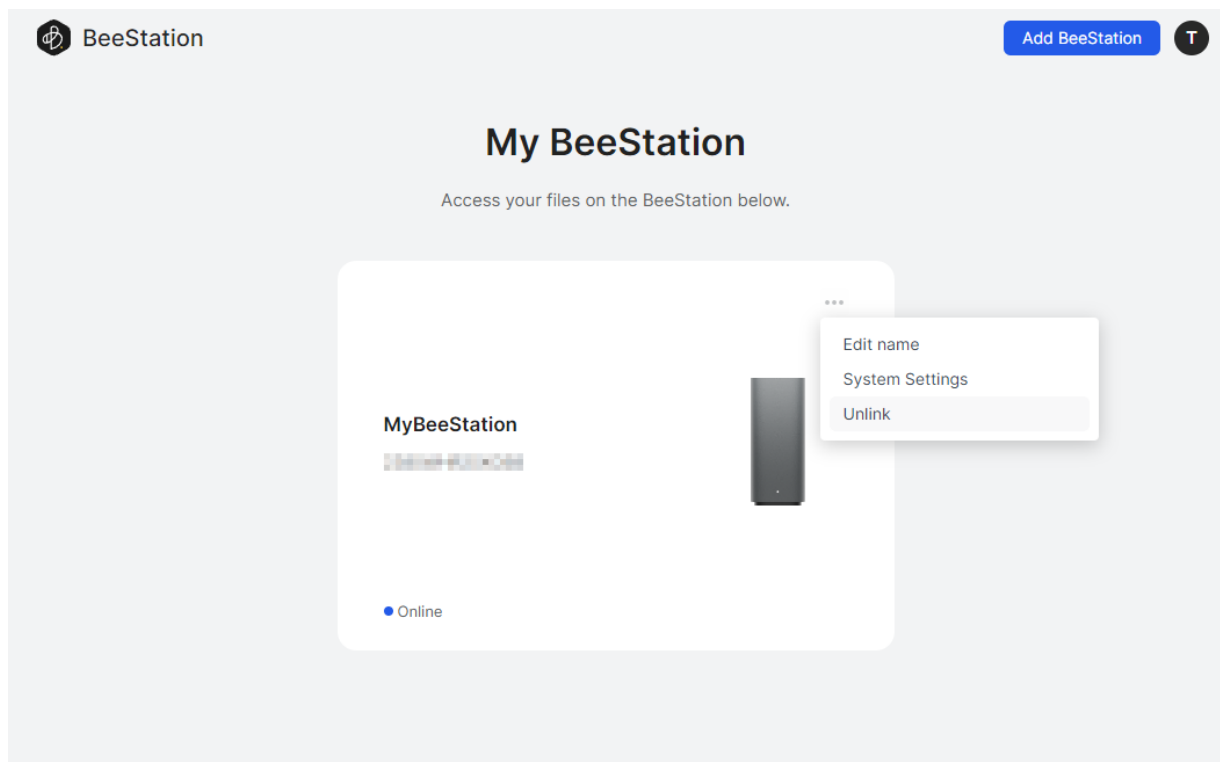 BeeStation
Add BeeStation
T
My BeeStation
Access your files on the BeeStation below.
Edit name
System Settings
Unlink
MyBeeStation
Online